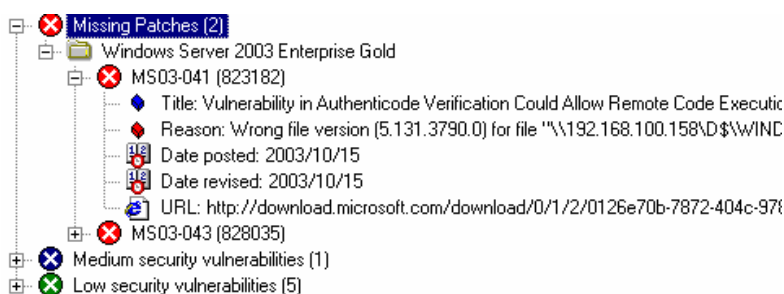 Missing Patches (2)
Windows Server 2003 Enterprise Gold
MS03-041 (823182)
Title: Vulnerability in Authenticode Verification Could Allow Remote Code Executio
Reason: Wrong file version (5.131.3790.0) for file "\\192.168.100.158\D$\WIND
Date posted: 2003/10/15
Date revised: 2003/10/15
URL: http://download.microsoft.com/download/0/1/2/0126e70b-7872-404c-978
MS03-043 (828035)
Medium security vulnerabilities (1)
Low security vulnerabilities (5)